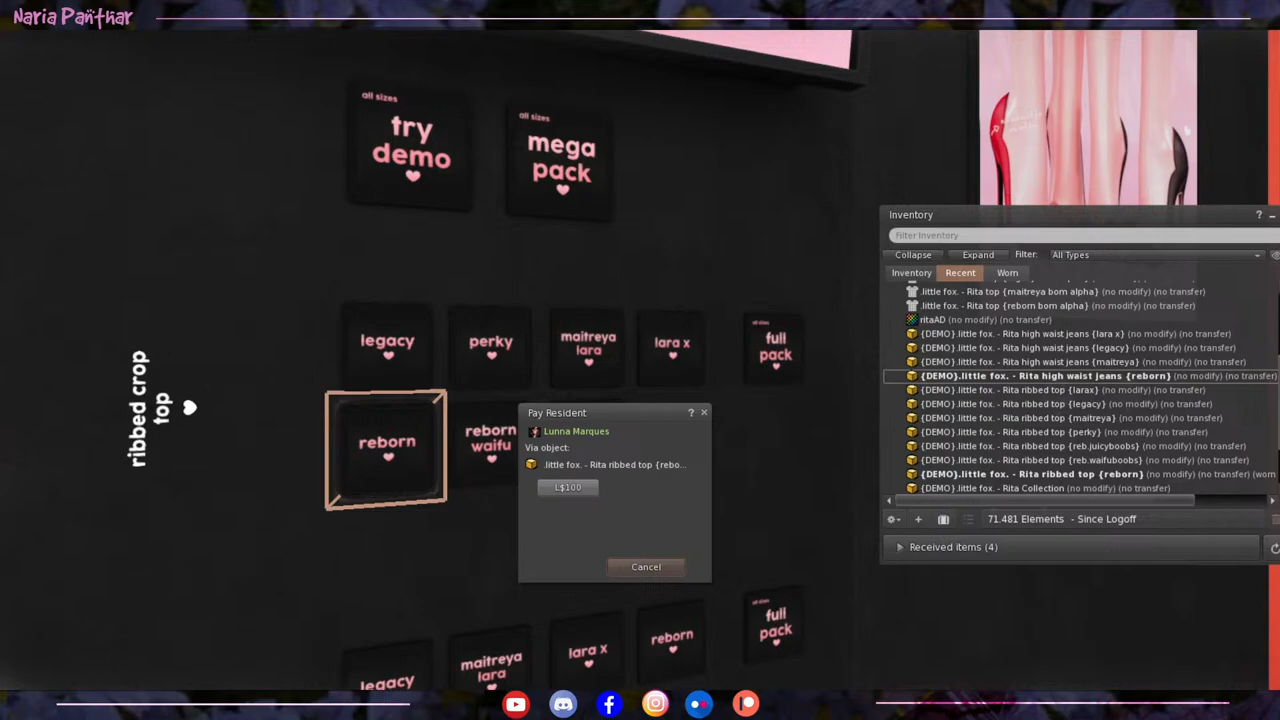 Naria Panthar
all sizes
try
demo
all sizes
mega
pack
legacy
perky
maitreya
lara
lara x
all sizes
full
pack
ribbed crop
top
reborn
reborn
waifu
legacy
maitreya
lara
lara x
reborn
all sizes
full
pack
Pay Resident
?
Lunna Marques
Via object:
.little fox. - Rita ribbed top {rebo...
L$100
Cancel
Inventory
?
Filter Inventory
Collapse
Expand
Filter:
All Types
Inventory
Recent
Worn
.little fox. - Rita top {maitreya bom alpha} (no modify) (no transfer)
.little fox. - Rita top {reborn bom alpha} (no modify) (no transfer)
ritaAD (no modify) (no transfer)
{DEMO}.little fox. - Rita high waist jeans {lara x} (no modify) (no transfer)
{DEMO}.little fox. - Rita high waist jeans {legacy} (no modify) (no transfer)
{DEMO}.little fox. - Rita high waist jeans {maitreya} (no modify) (no transfer)
{DEMO}.little fox. - Rita high waist jeans {reborn} (no modify) (no transfer)
{DEMO}.little fox. - Rita ribbed top {larax} (no modify) (no transfer)
{DEMO}.little fox. - Rita ribbed top {legacy} (no modify) (no transfer)
{DEMO}.little fox. - Rita ribbed top {maitreya} (no modify) (no transfer)
{DEMO}.little fox. - Rita ribbed top {perky} (no modify) (no transfer)
{DEMO}.little fox. - Rita ribbed top {reb.juicyboobs} (no modify) (no transfer)
{DEMO}.little fox. - Rita ribbed top {reb.waifuboobs} (no modify) (no transfer)
{DEMO}.little fox. - Rita ribbed top {reborn} (no modify) (no transfer) (worn
{DEMO}.little fox. - Rita Collection (no modify) (no transfer)
71.481 Elements - Since Logoff
Received items (4)